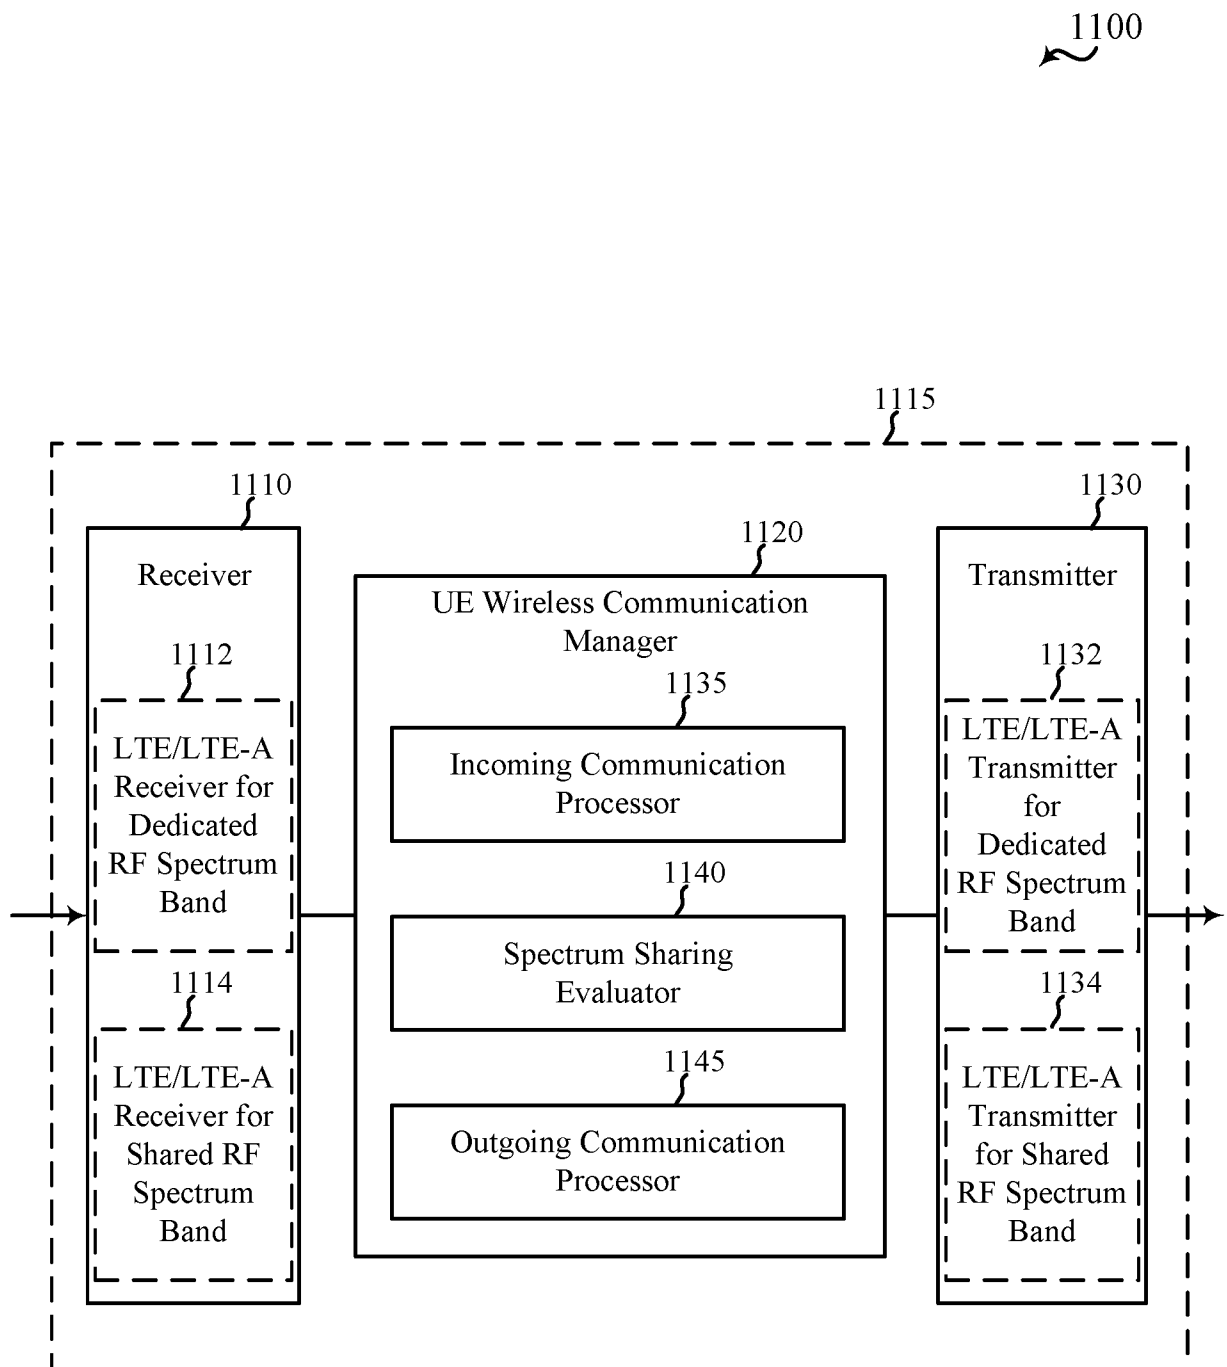 1100
1115
1110
Receiver
1112
LTE/LTE-A
Receiver for
Dedicated
RF Spectrum
Band
1114
LTE/LTE-A
Receiver for
Shared RF
Spectrum
Band
1120
UE Wireless Communication
Manager
1135
Incoming Communication
Processor
1140
Spectrum Sharing
Evaluator
1145
Outgoing Communication
Processor
1130
Transmitter
1132
LTE/LTE-A
Transmitter
for
Dedicated
RF Spectrum
Band
1134
LTE/LTE-A
Transmitter
for Shared
RF Spectrum
Band